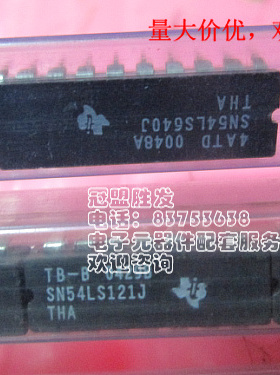 量大价优，欢
4ATD 0048A
SN54LS640J
THA
冠盟胜发
电话：83753638
电子元器件配套服务
欢迎咨询
TB-B
SN54LS121J
THA